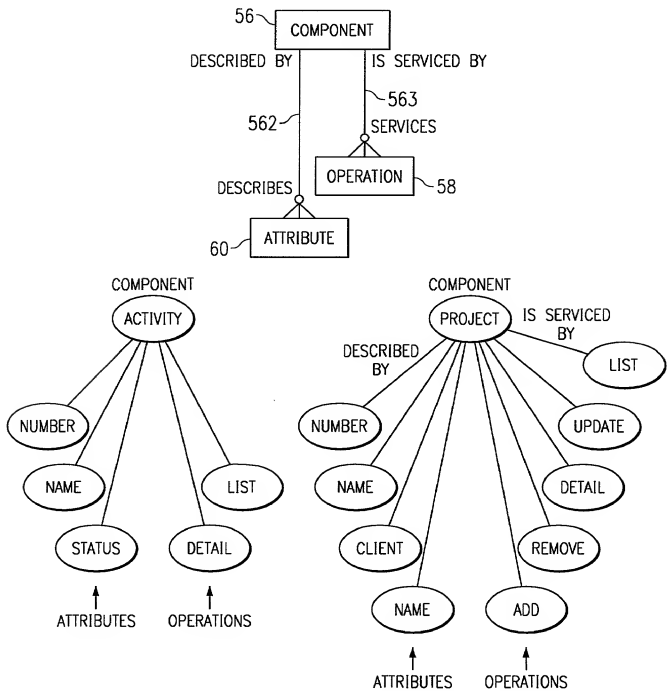 56
COMPONENT
DESCRIBED BY
IS SERVICED BY
562
563
SERVICES
OPERATION
58
DESCRIBES
60
ATTRIBUTE
COMPONENT
ACTIVITY
NUMBER
NAME
STATUS
DETAIL
LIST
ATTRIBUTES
OPERATIONS
COMPONENT
PROJECT
IS SERVICED
BY
DESCRIBED
BY
LIST
NUMBER
UPDATE
NAME
DETAIL
CLIENT
REMOVE
NAME
ADD
ATTRIBUTES
OPERATIONS